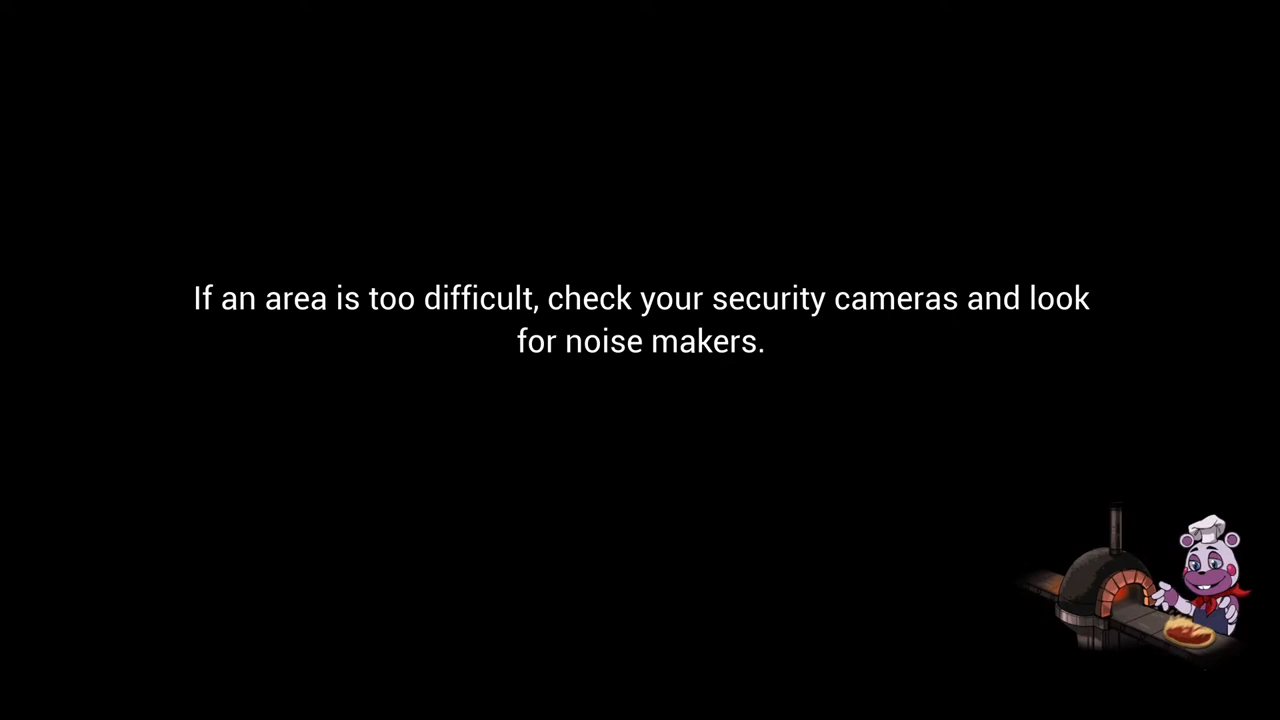 If an area is too difficult, check your security cameras and look
for noise makers.